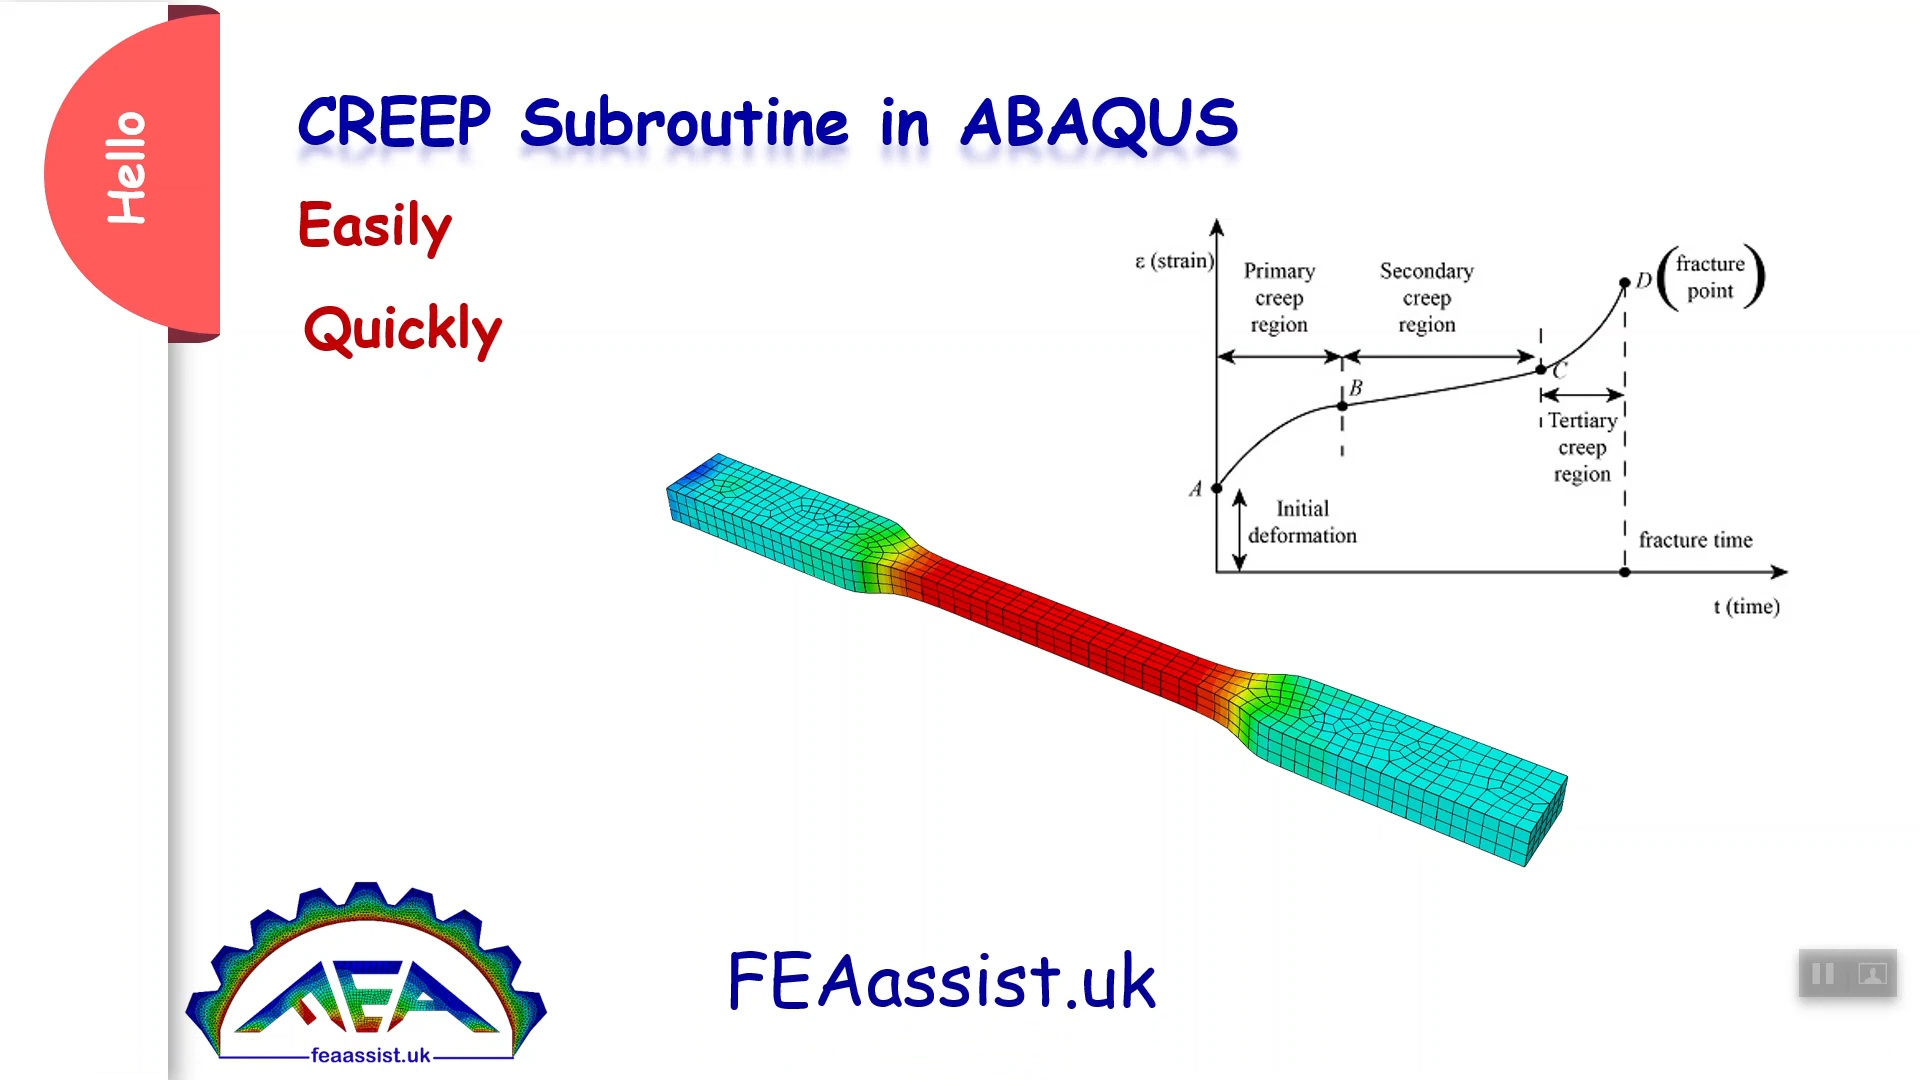 Hello
CREEP Subroutine in ABAQUS
Easily
Quickly
ε (strain)
Primary
creep
region
Secondary
creep
region
D
(fracture
point)
B
C
Tertiary
creep
region
A
Initial
deformation
fracture time
t (time)
FEA
feaassist.uk
FEAassist.uk